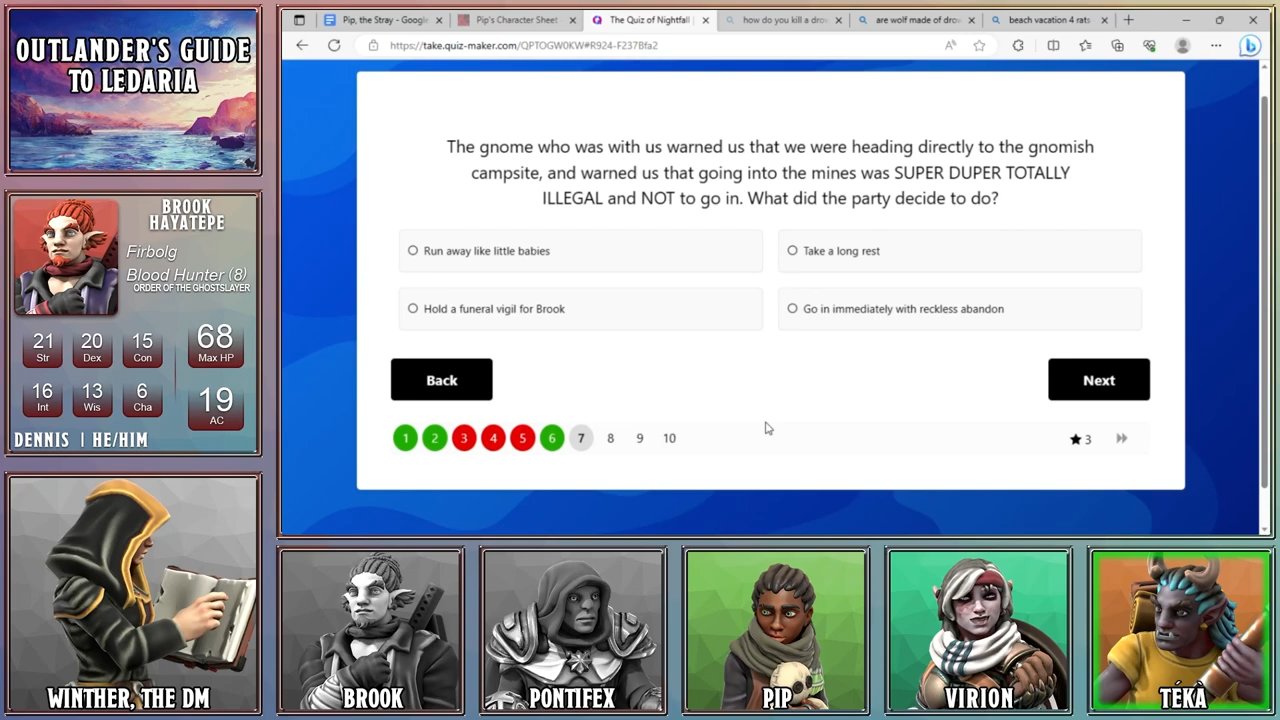 OUTLANDER'S GUIDE
TO LEDARIA
BROOK
HAYATEPE
Firbolg
Blood Hunter (8)
ORDER OF THE GHOSTSLAYER
21
Str
20
Dex
15
Con
68
Max HP
16
Int
13
Wis
6
Cha
19
AC
DENNIS | HE/HIM
WINTHER, THE DM
Pip, the Stray - Google
Pip's Character Sheet
The Quiz of Nightfall |
how do you kill a drow
are wolf made of dro
beach vacation 4 rats
https://take.quiz-maker.com/QPTOGW0KW#R924-F237Bfa2
The gnome who was with us warned us that we were heading directly to the gnomish
campsite, and warned us that going into the mines was SUPER DUPER TOTALLY
ILLEGAL and NOT to go in. What did the party decide to do?
Run away like little babies
Take a long rest
Hold a funeral vigil for Brook
Go in immediately with reckless abandon
Back
Next
1 2 3 4 5 6 7 8 9 10
3
BROOK
PONTIFEX
PIP
VIRION
TÉKÀ